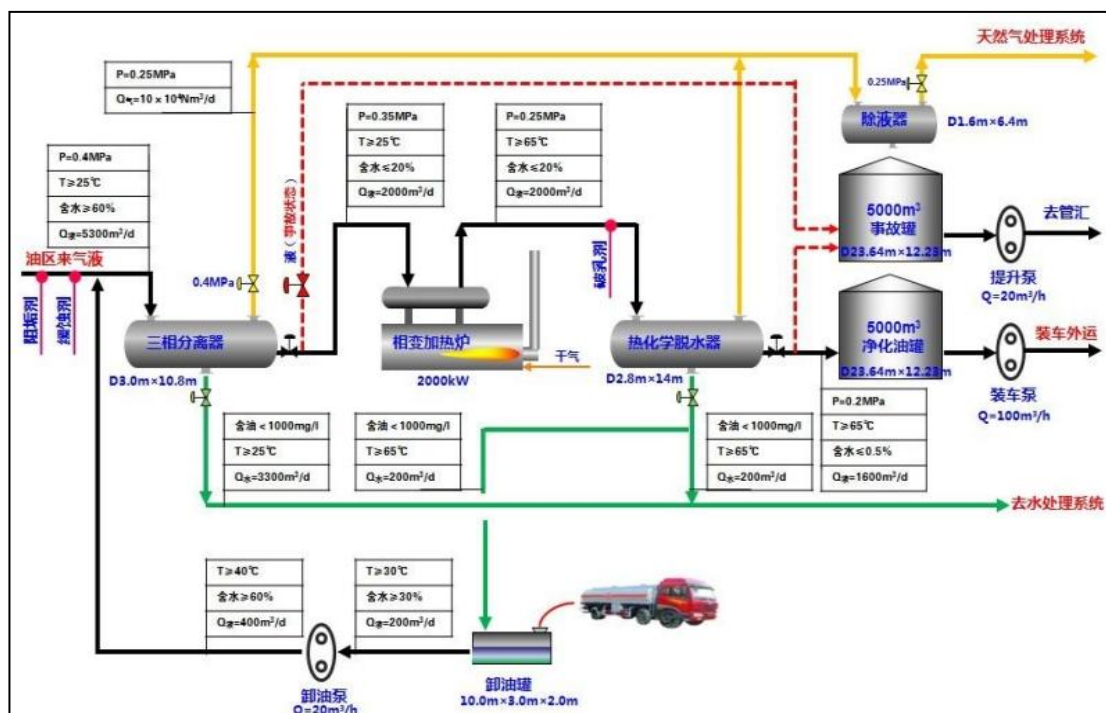 天然气处理系统
P=0.25MPa
Q气=10×10⁴Nm³/d
0.25MPa
除液器
D1.6m×6.4m
P=0.4MPa
T≥25℃
含水≥60%
Q液=5300m³/d
P=0.35MPa
T≥25℃
含水≤20%
Q液=2000m³/d
P=0.25MPa
T≥65℃
含水≤20%
Q液=2000m³/d
液（事故状态）
5000m³
事故罐
D23.64m×12.23m
去管汇
提升泵
Q=20m³/h
油区来气液
阻垢剂
缓蚀剂
0.4MPa
破乳剂
三相分离器
D3.0m×10.8m
相变加热炉
2000kW
干气
热化学脱水器
D2.8m×14m
5000m³
净化油罐
D23.64m×12.23m
装车外运
装车泵
Q=100m³/h
含油＜1000mg/l
T≥25℃
Q水=3300m³/d
含油＜1000mg/l
T≥65℃
Q水=200m³/d
含油＜1000mg/l
T≥65℃
Q水=200m³/d
P=0.2MPa
T≥65℃
含水≤0.5%
Q液=1600m³/d
去水处理系统
T≥40℃
含水≥60%
Q液=400m³/d
T≥30℃
含水≥30%
Q液=200m³/d
卸油泵
Q=20m³/h
卸油罐
10.0m×3.0m×2.0m